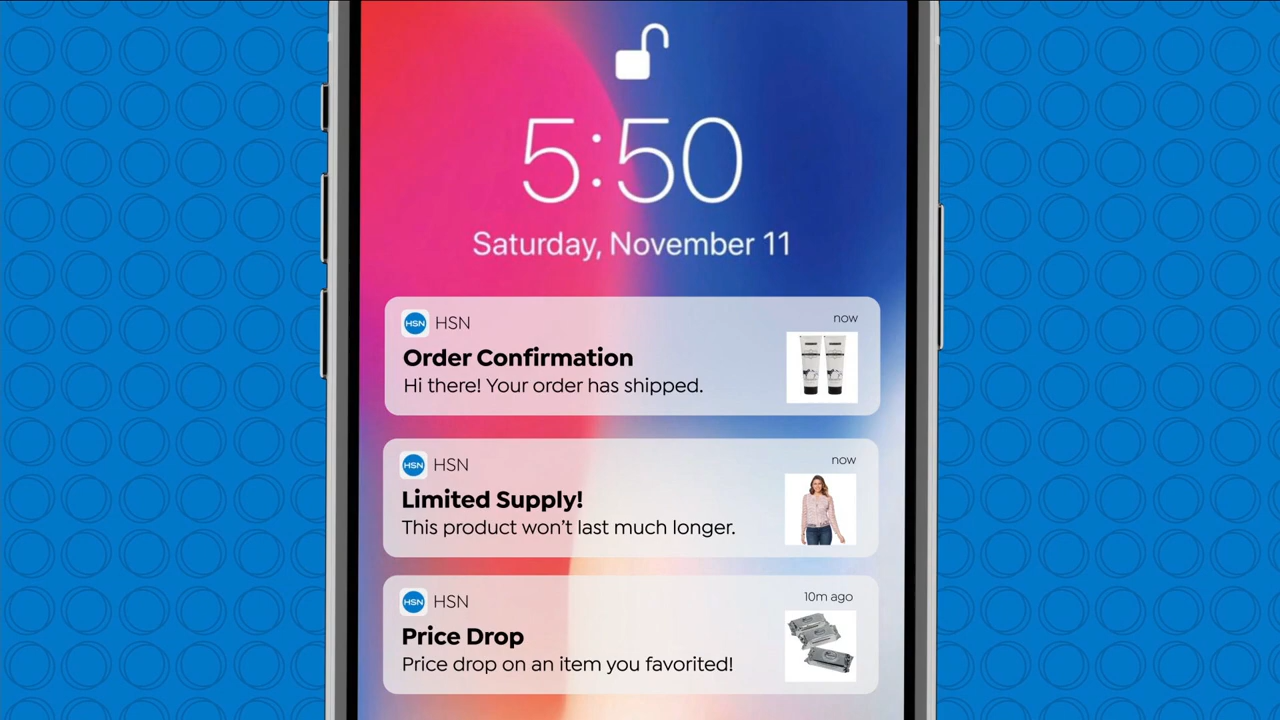 5:50
Saturday, November 11
HSN HSN now
Order Confirmation
Hi there! Your order has shipped.
HSN HSN now
Limited Supply!
This product won't last much longer.
HSN HSN 10m ago
Price Drop
Price drop on an item you favorited!